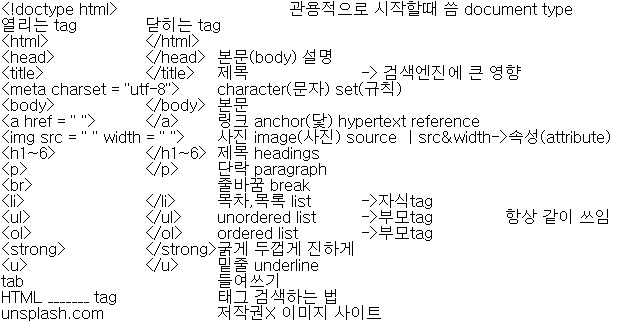 <!doctype html> 관용적으로 시작할때 씀 document type
열리는 tag 닫히는 tag
<html> </html>
<head> </head> 본문(body) 설명
<title> </title> 제목 -> 검색엔진에 큰 영향
<meta charset = "utf-8"> character(문자) set(규칙)
<body> </body> 본문
<a href = " "> </a> 링크 anchor(닻) hypertext reference
<img src = " " width = " "> 사진 image(사진) source | src&width->속성(attribute)
<h1~6> </h1~6> 제목 headings
<p> </p> 단락 paragraph
<br> 줄바꿈 break
<li> </li> 목차,목록 list ->자식tag
<ul> </ul> unordered list ->부모tag 항상 같이 쓰임
<ol> </ol> ordered list ->부모tag
<strong> </strong>굵게 두껍게 진하게
<u> </u> 밑줄 underline
tab 들여쓰기
HTML _______ tag 태그 검색하는 법
unsplash.com 저작권X 이미지 사이트